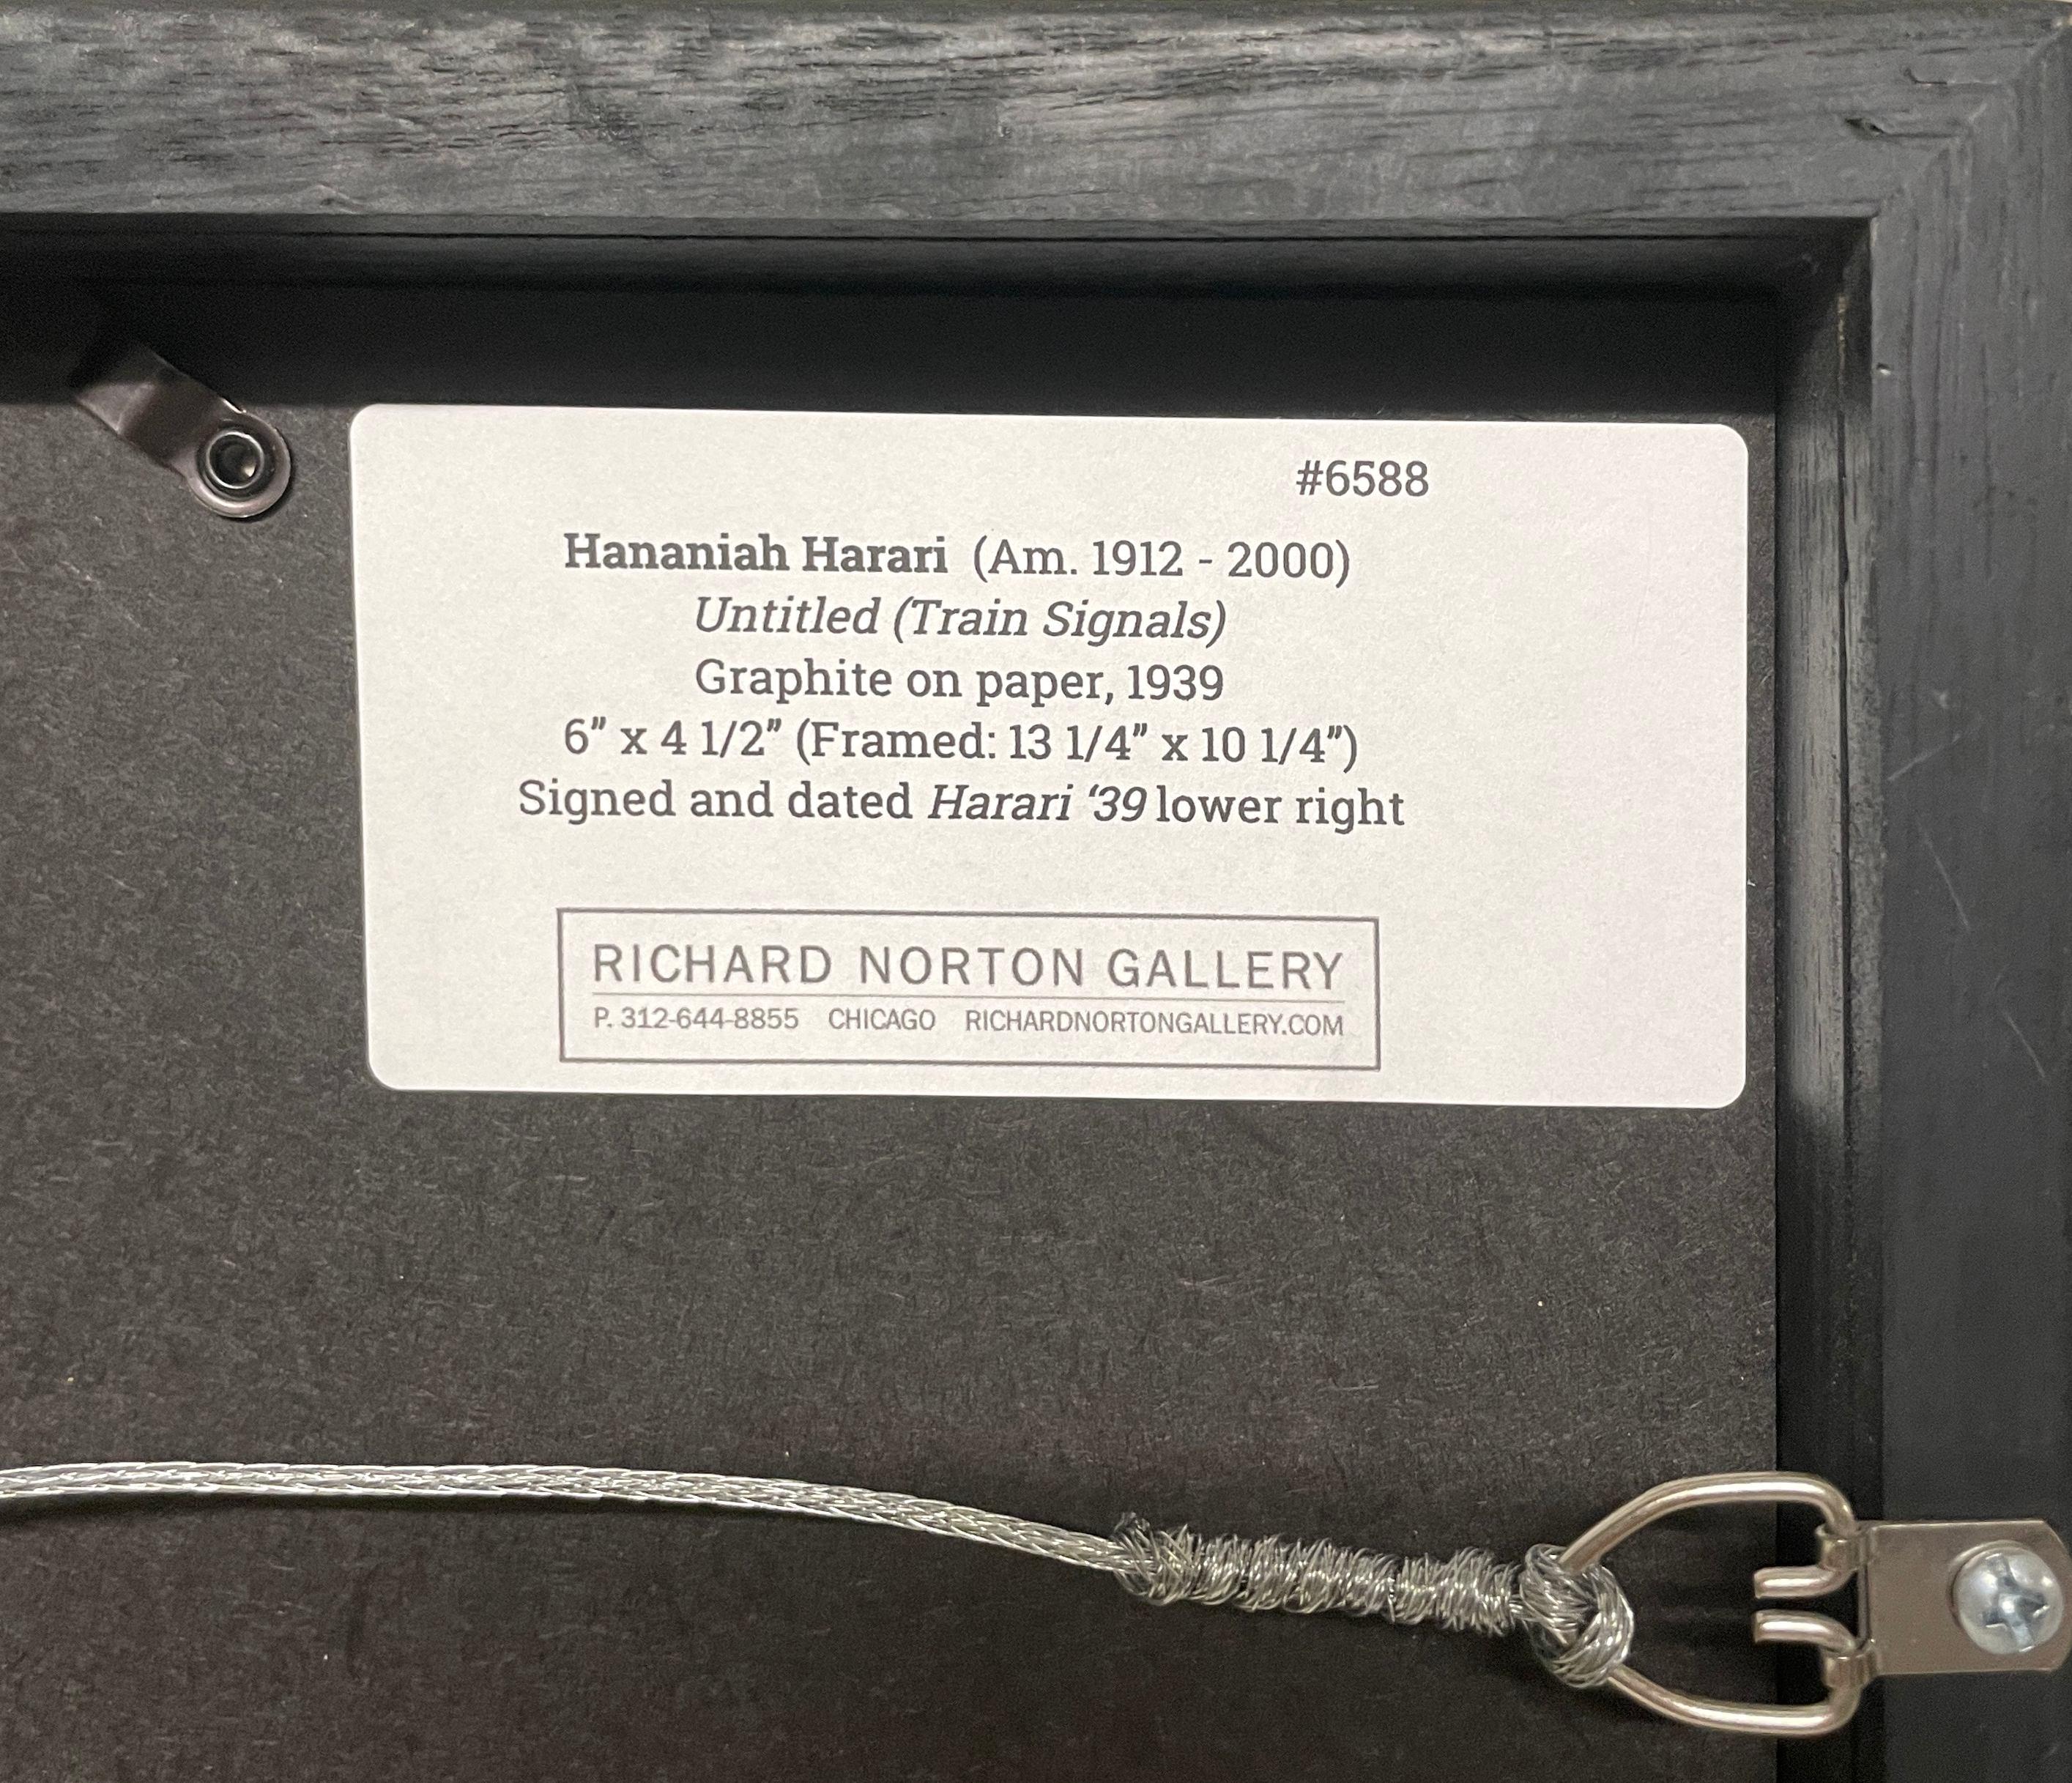 #6588
Hananiah Harari (Am. 1912 - 2000)
Untitled (Train Signals)
Graphite on paper, 1939
6” x 4 1/2” (Framed: 13 1/4” x 10 1/4”)
Signed and dated Harari ‘39 lower right
RICHARD NORTON GALLERY
P. 312-644-8855 CHICAGO RICHARDNORTONGALLERY.COM